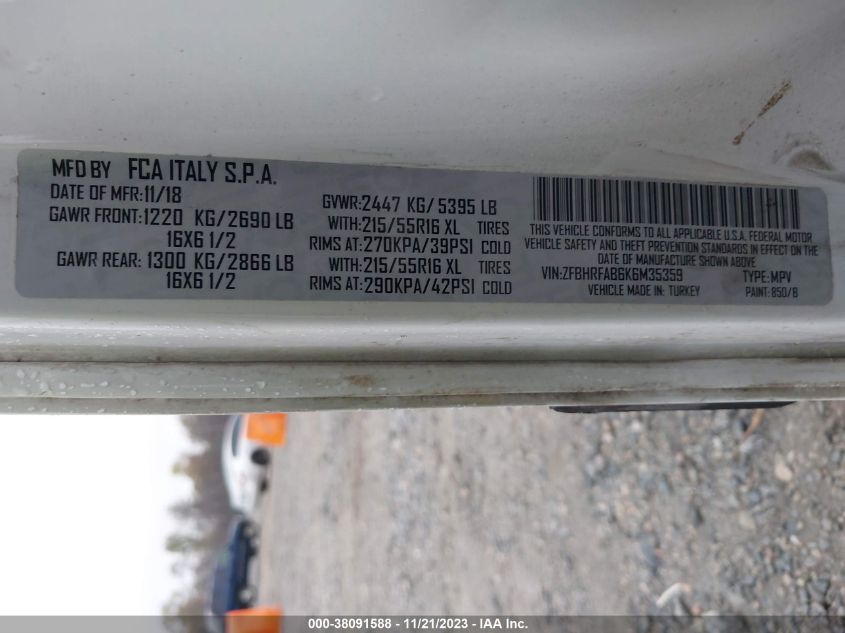 MFD BY FCA ITALY S.P.A.
DATE OF MFR:11/18
GAWR FRONT:1220 KG/2690 LB
16X6 1/2
GAWR REAR: 1300 KG/2866 LB
16X6 1/2
GVWR:2447 KG/5395 LB
WITH:215/55R16 XL TIRES
RIMS AT:270KPA/39PSI COLD
WITH:215/55R16 XL TIRES
RIMS AT:290KPA/42PSI COLD
THIS VEHICLE CONFORMS TO ALL APPLICABLE U.S.A. FEDERAL MOTOR
VEHICLE SAFETY AND THEFT PREVENTION STANDARDS IN EFFECT ON THE
DATE OF MANUFACTURE SHOWN ABOVE
VIN:ZFBHRFAB6K6M35359 TYPE:MPV
VEHICLE MADE IN: TURKEY PAINT: 850/B
000-38091588 - 11/21/2023 - IAA Inc.